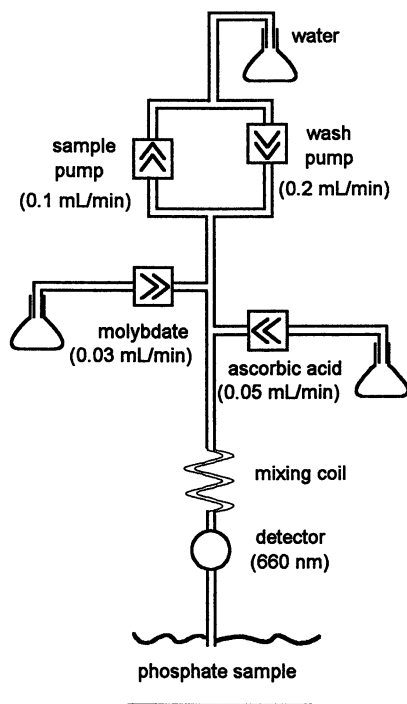 water
sample
pump
(0.1 mL/min)
wash
pump
(0.2 mL/min)
molybdate
(0.03 mL/min)
ascorbic acid
(0.05 mL/min)
mixing coil
detector
(660 nm)
phosphate sample